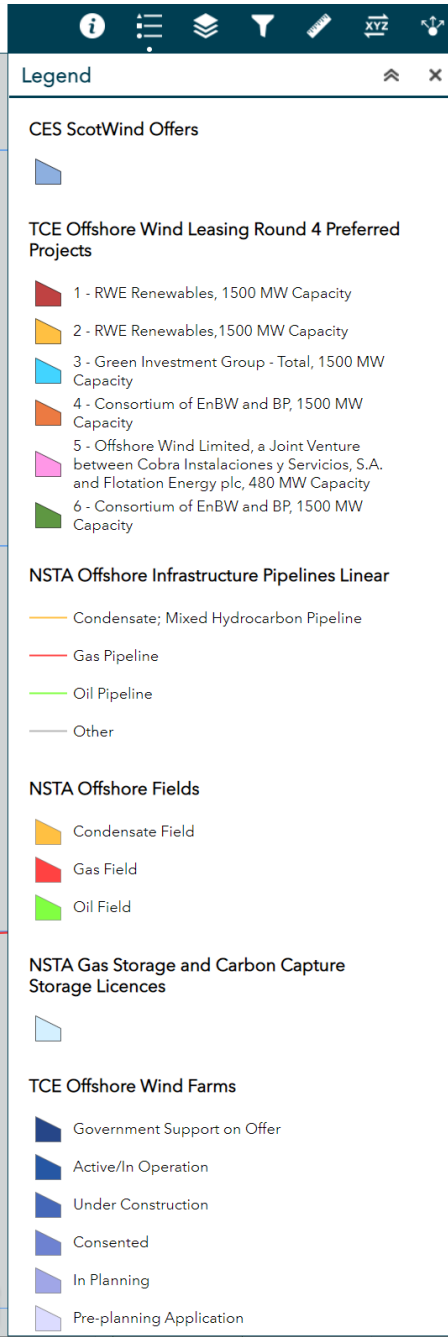 XYZ
Legend
CES ScotWind Offers
TCE Offshore Wind Leasing Round 4 Preferred
Projects
1 - RWE Renewables, 1500 MW Capacity
2 - RWE Renewables,1500 MW Capacity
3 - Green Investment Group - Total, 1500 MW
Capacity
4 - Consortium of EnBW and BP, 1500 MW
Capacity
5 - Offshore Wind Limited, a Joint Venture
between Cobra Instalaciones y Servicios, S.A.
and Flotation Energy plc, 480 MW Capacity
6 - Consortium of EnBW and BP, 1500 MW
Capacity
NSTA Offshore Infrastructure Pipelines Linear
Condensate; Mixed Hydrocarbon Pipeline
Gas Pipeline
Oil Pipeline
Other
NSTA Offshore Fields
Condensate Field
Gas Field
Oil Field
NSTA Gas Storage and Carbon Capture
Storage Licences
TCE Offshore Wind Farms
Government Support on Offer
Active/In Operation
Under Construction
Consented
In Planning
Pre-planning Application